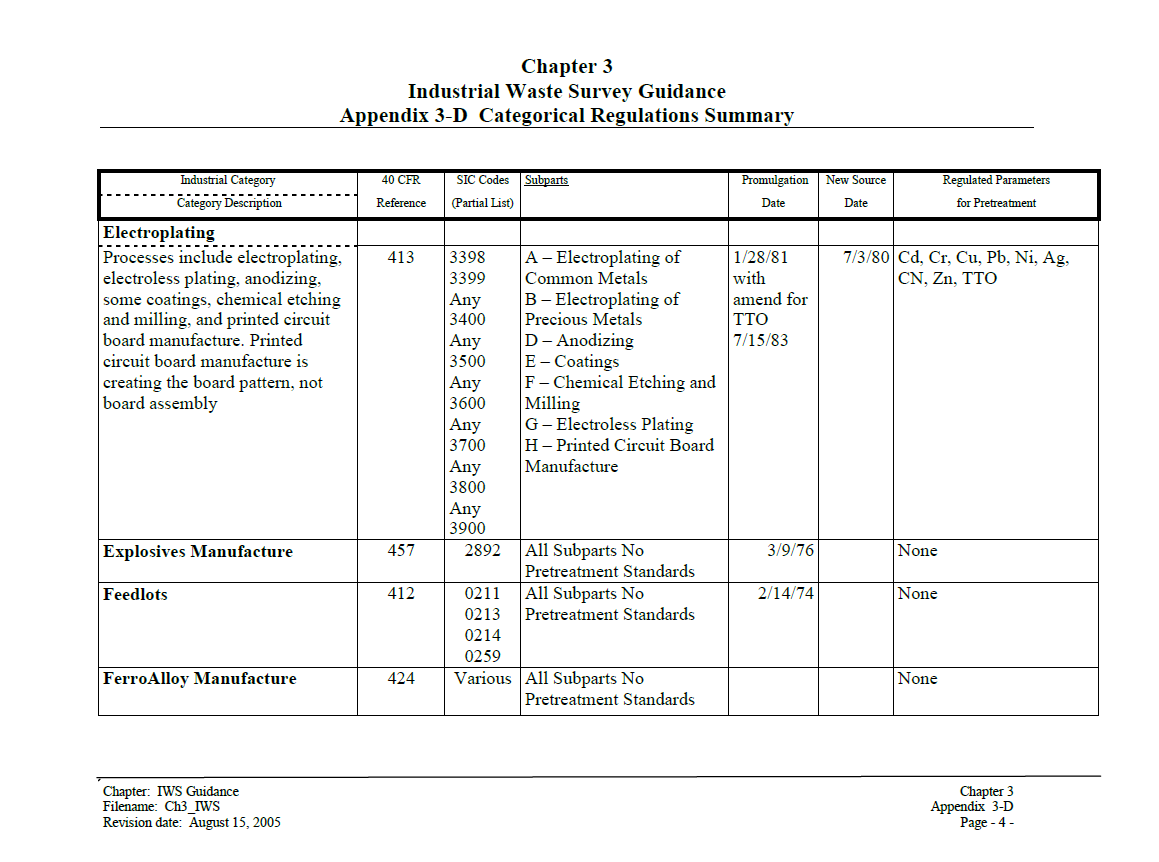 Chapter 3
Industrial Waste Survey Guidance
Appendix 3-D  Categorical Regulations Summary
Industrial Category
Category Description
40 CFR
Reference
SIC Codes
(Partial List)
Subparts
Promulgation
Date
New Source
Date
Regulated Parameters
for Pretreatment
Electroplating
Processes include electroplating,
electroless plating, anodizing,
some coatings, chemical etching
and milling, and printed circuit
board manufacture. Printed
circuit board manufacture is
creating the board pattern, not
board assembly
413
3398
3399
Any
3400
Any
3500
Any
3600
Any
3700
Any
3800
Any
3900
A – Electroplating of
Common Metals
B – Electroplating of
Precious Metals
D – Anodizing
E – Coatings
F – Chemical Etching and
Milling
G – Electroless Plating
H – Printed Circuit Board
Manufacture
1/28/81
with
amend for
TTO
7/15/83
7/3/80
Cd, Cr, Cu, Pb, Ni, Ag,
CN, Zn, TTO
Explosives Manufacture
457
2892
All Subparts No
Pretreatment Standards
3/9/76
None
Feedlots
412
0211
0213
0214
0259
All Subparts No
Pretreatment Standards
2/14/74
None
FerroAlloy Manufacture
424
Various
All Subparts No
Pretreatment Standards
None
Chapter:  IWS Guidance
Filename:  Ch3_IWS
Revision date:  August 15, 2005
Chapter 3
Appendix  3-D
Page - 4 -